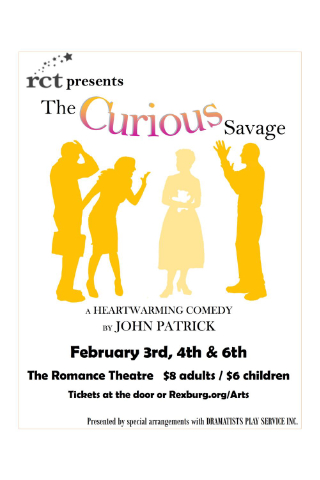 rct presents
The Curious Savage
A HEARTWARMING COMEDY
BY JOHN PATRICK
February 3rd, 4th & 6th
The Romance Theatre $8 adults / $6 children
Tickets at the door or Rexburg.org/Arts
Presented by special arrangements with DRAMATISTS PLAY SERVICE INC.